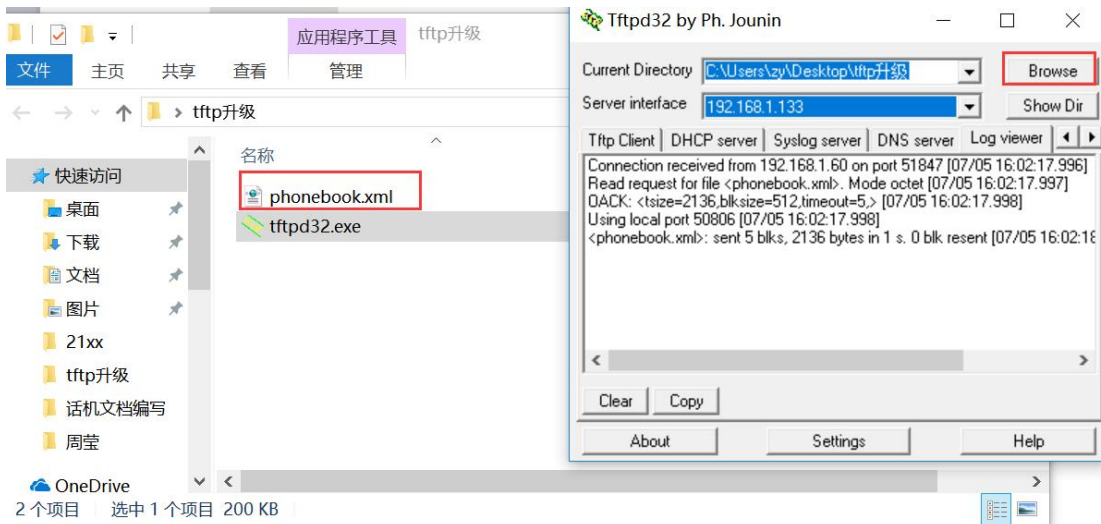 应用程序工具 tftp升级
文件 主页 共享 查看 管理
tftp升级
名称
快速访问
桌面
下载
文档
图片
21xx
tftp升级
话机文档编写
周莹
OneDrive
phonebook.xml
tftpd32.exe
2 个项目 选中 1 个项目 200 KB
Tftpd32 by Ph. Jounin
Current Directory C:\Users\zy\Desktop\tftp升级 Browse
Server interface 192.168.1.133 Show Dir
Tftp Client DHCP server Syslog server DNS server Log viewer
Connection received from 192.168.1.60 on port 51847 [07/05 16:02:17.996]
Read request for file <phonebook.xml>. Mode octet [07/05 16:02:17.997]
OACK: <tsize=2136,blksize=512,timeout=5,> [07/05 16:02:17.998]
Using local port 50806 [07/05 16:02:17.998]
<phonebook.xml>: sent 5 blks, 2136 bytes in 1 s. 0 blk resent [07/05 16:02:18
Clear Copy
About Settings Help